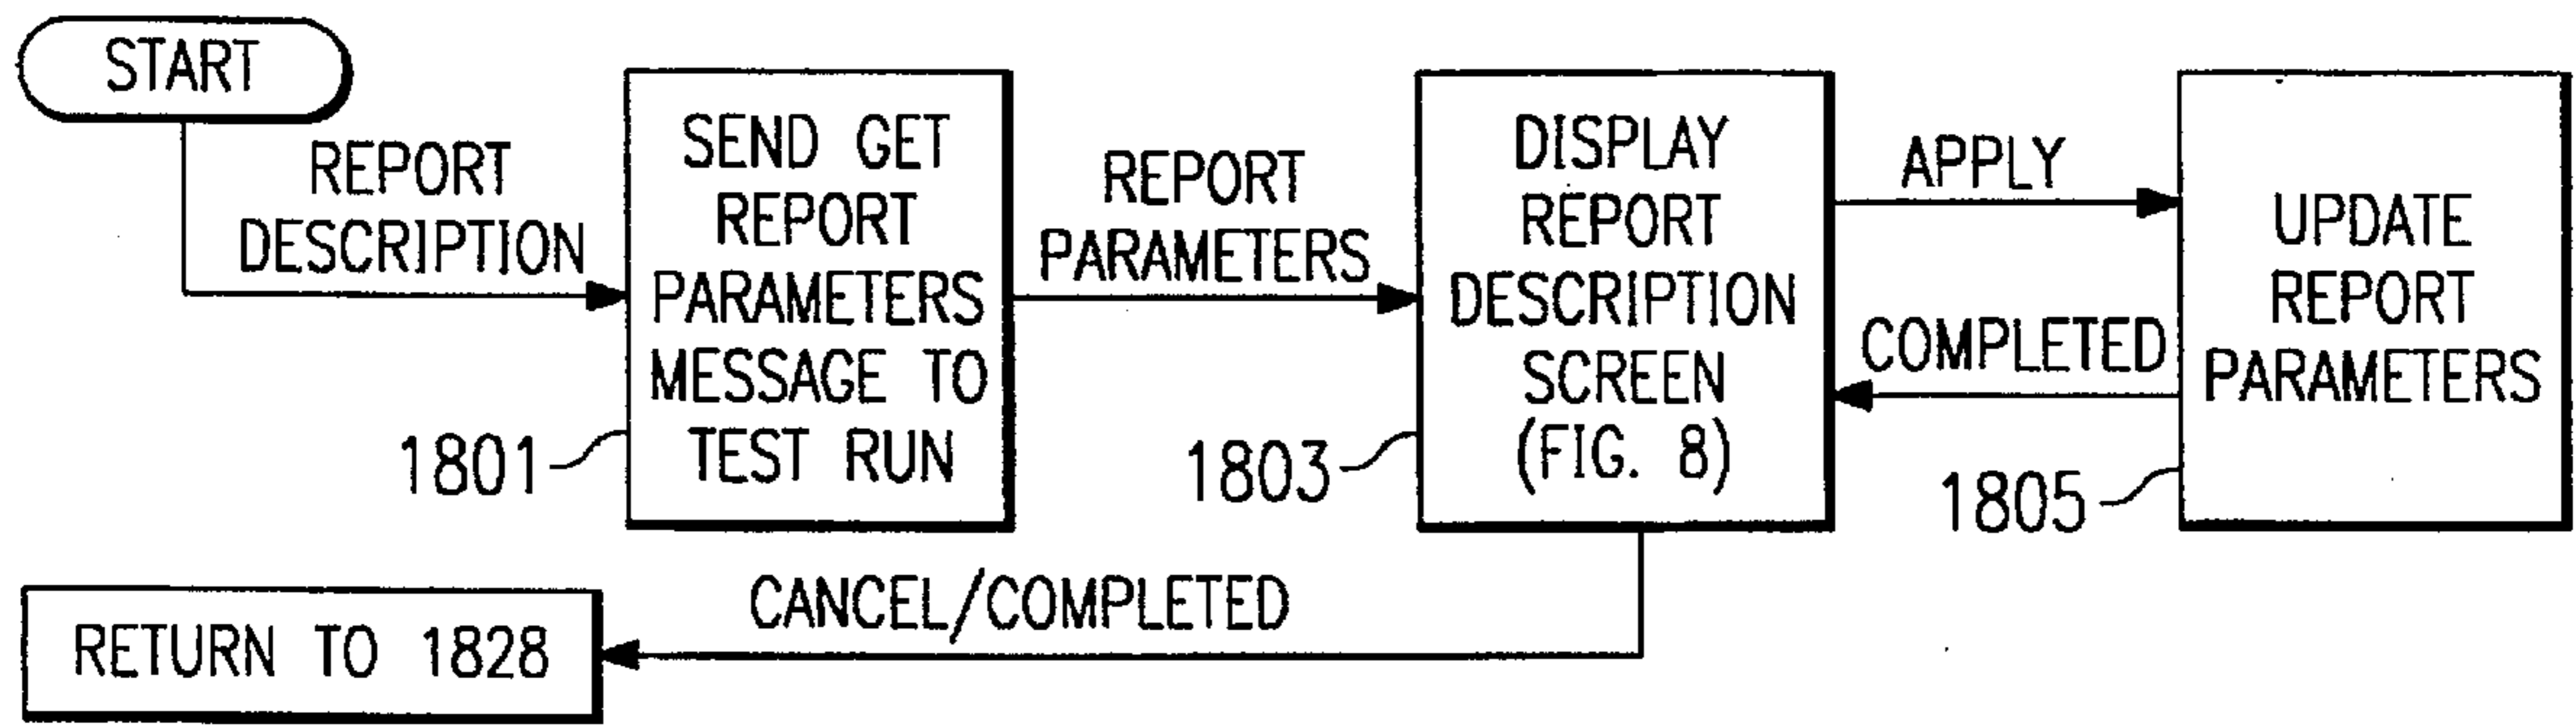 START
REPORT
DESCRIPTION
SEND GET
REPORT
PARAMETERS
MESSAGE TO
TEST RUN
1801
REPORT
PARAMETERS
DISPLAY
REPORT
DESCRIPTION
SCREEN
(FIG. 8)
1803
APPLY
COMPLETED
UPDATE
REPORT
PARAMETERS
1805
CANCEL/COMPLETED
RETURN TO 1828